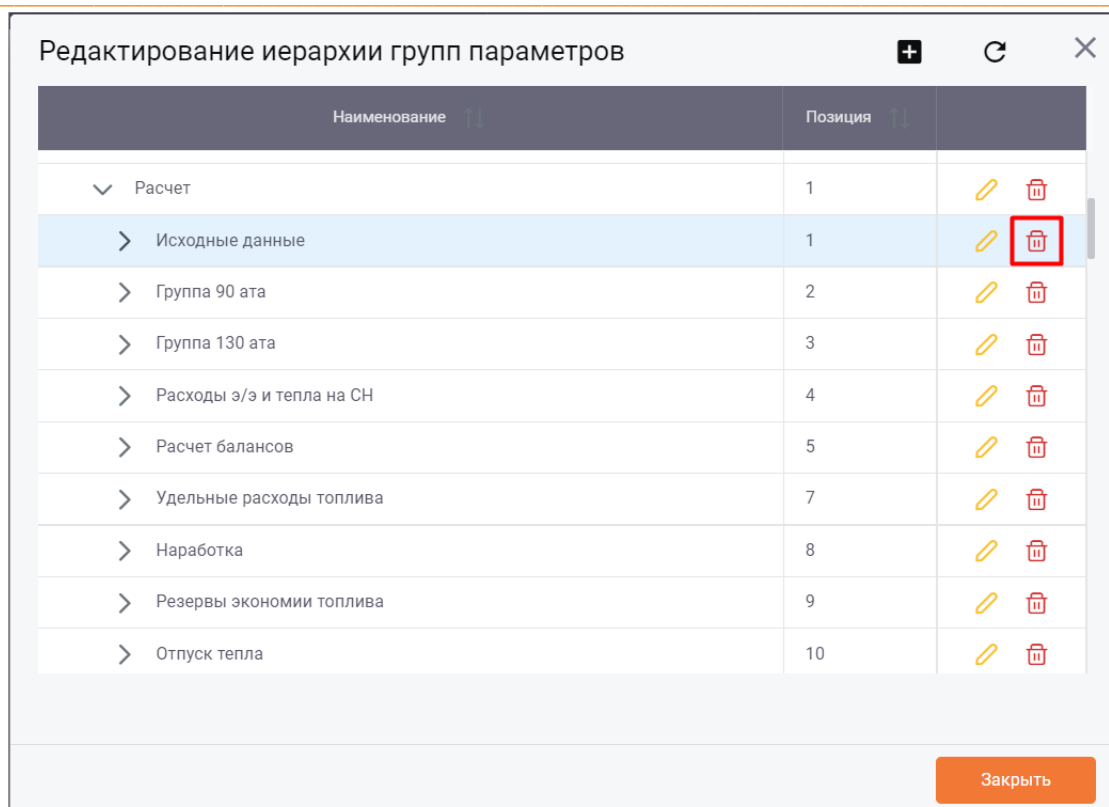 Редактирование иерархии групп параметров
Наименование Позиция
Расчет 1
Исходные данные 1
Группа 90 ата 2
Группа 130 ата 3
Расходы э/э и тепла на СН 4
Расчет балансов 5
Удельные расходы топлива 7
Наработка 8
Резервы экономии топлива 9
Отпуск тепла 10
Закрыть